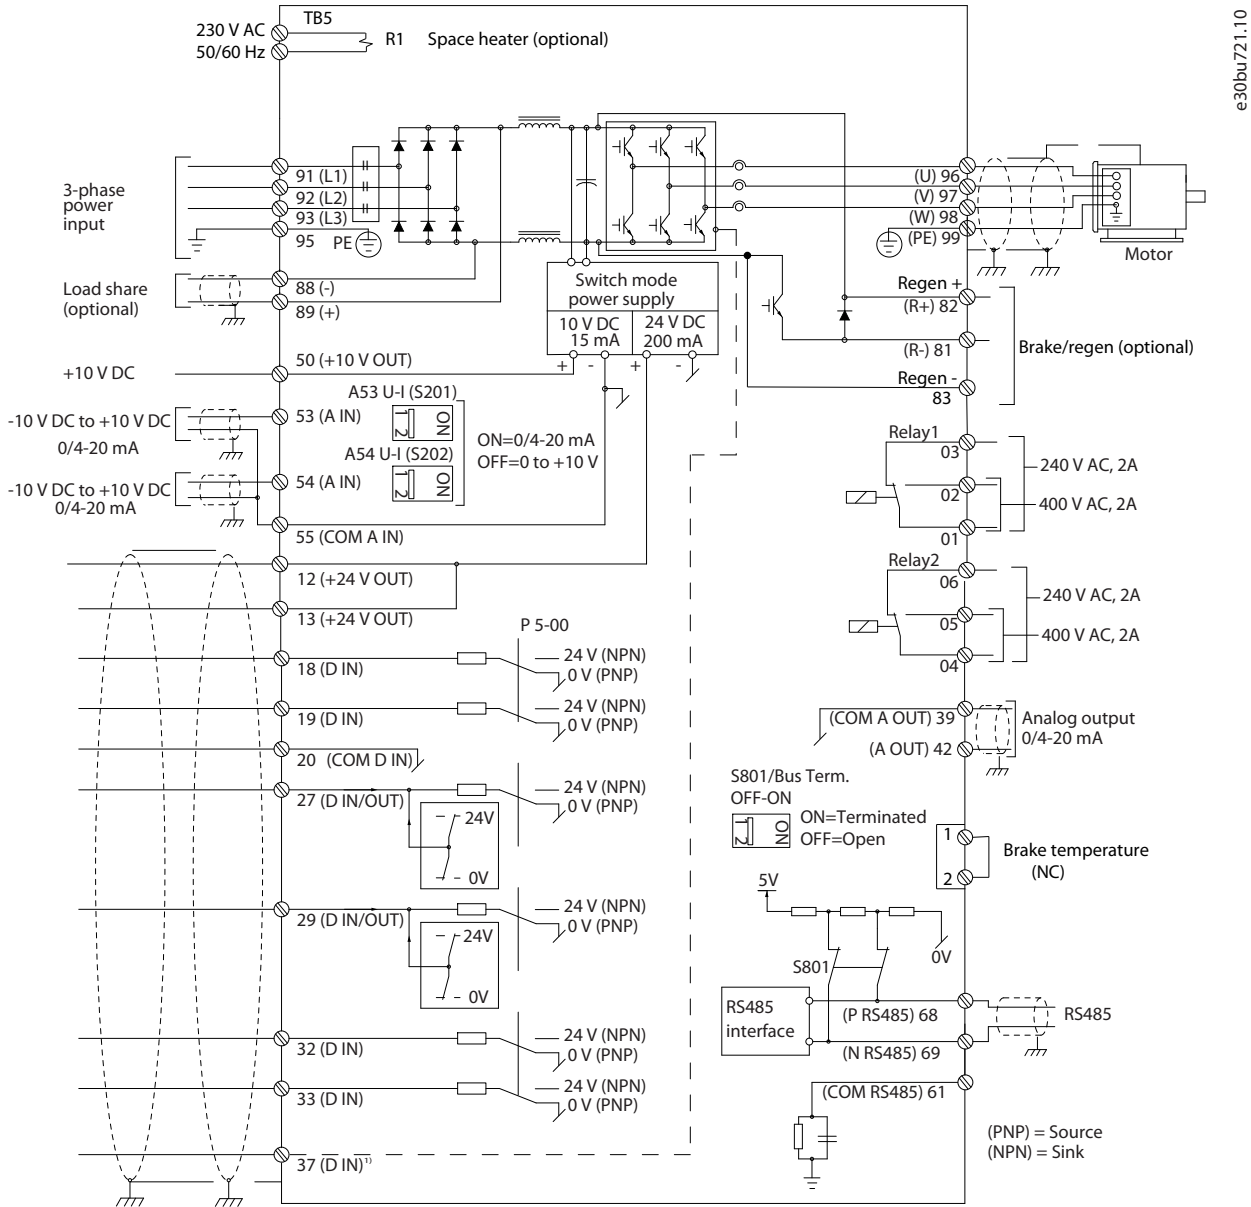 e30bu721.10
TB5
230 V AC
50/60 Hz
R1
Space heater (optional)
3-phase
power
input
91 (L1)
92 (L2)
93 (L3)
95
PE
(U) 96
(V) 97
(W) 98
(PE) 99
Motor
Load share
(optional)
88 (-)
89 (+)
Switch mode
power supply
10 V DC
15 mA
24 V DC
200 mA
+
-
+
-
Regen +
(R+) 82
(R-) 81
Regen -
83
Brake/regen (optional)
+10 V DC
50 (+10 V OUT)
-10 V DC to +10 V DC
0/4-20 mA
53 (A IN)
A53 U-I (S201)
1 2
ON
-10 V DC to +10 V DC
0/4-20 mA
54 (A IN)
A54 U-I (S202)
1 2
ON
ON=0/4-20 mA
OFF=0 to +10 V
55 (COM A IN)
12 (+24 V OUT)
13 (+24 V OUT)
Relay1
03
02
01
240 V AC, 2A
400 V AC, 2A
Relay2
06
05
04
240 V AC, 2A
400 V AC, 2A
P 5-00
18 (D IN)
24 V (NPN)
0 V (PNP)
19 (D IN)
24 V (NPN)
0 V (PNP)
20 (COM D IN)
27 (D IN/OUT)
24 V (NPN)
0 V (PNP)
24V
0V
29 (D IN/OUT)
24 V (NPN)
0 V (PNP)
24V
0V
32 (D IN)
24 V (NPN)
0 V (PNP)
33 (D IN)
24 V (NPN)
0 V (PNP)
37 (D IN)¹⁾
(COM A OUT) 39
(A OUT) 42
Analog output
0/4-20 mA
S801/Bus Term.
OFF-ON
1 2
ON
ON=Terminated
OFF=Open
1
2
Brake temperature
(NC)
5V
0V
S801
RS485
interface
(P RS485) 68
(N RS485) 69
RS485
(COM RS485) 61
(PNP) = Source
(NPN) = Sink